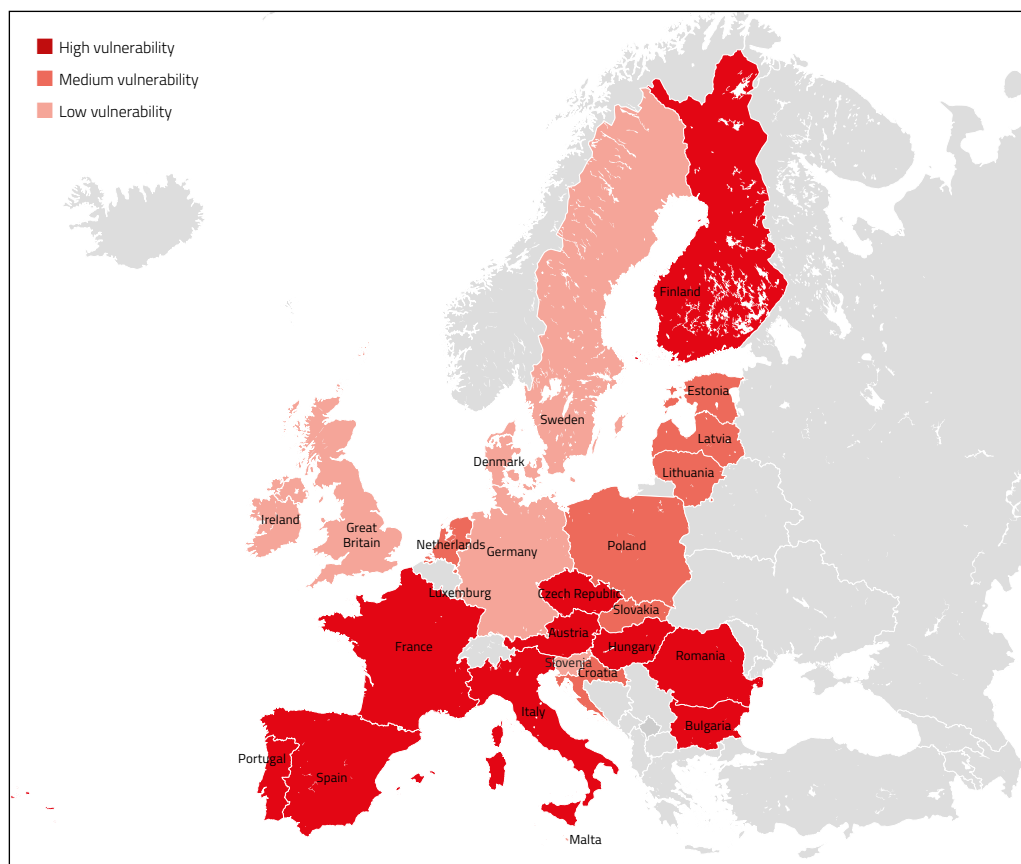 High vulnerability
Medium vulnerability
Low vulnerability
Finland
Estonia
Sweden
Latvia
Denmark
Lithuania
Ireland
Great
Britain
Netherlands
Germany
Poland
Luxemburg
Czech Republic
Slovakia
Austria
France
Hungary
Romania
Slovenia
Croatia
Italy
Bulgaria
Portugal
Spain
Malta